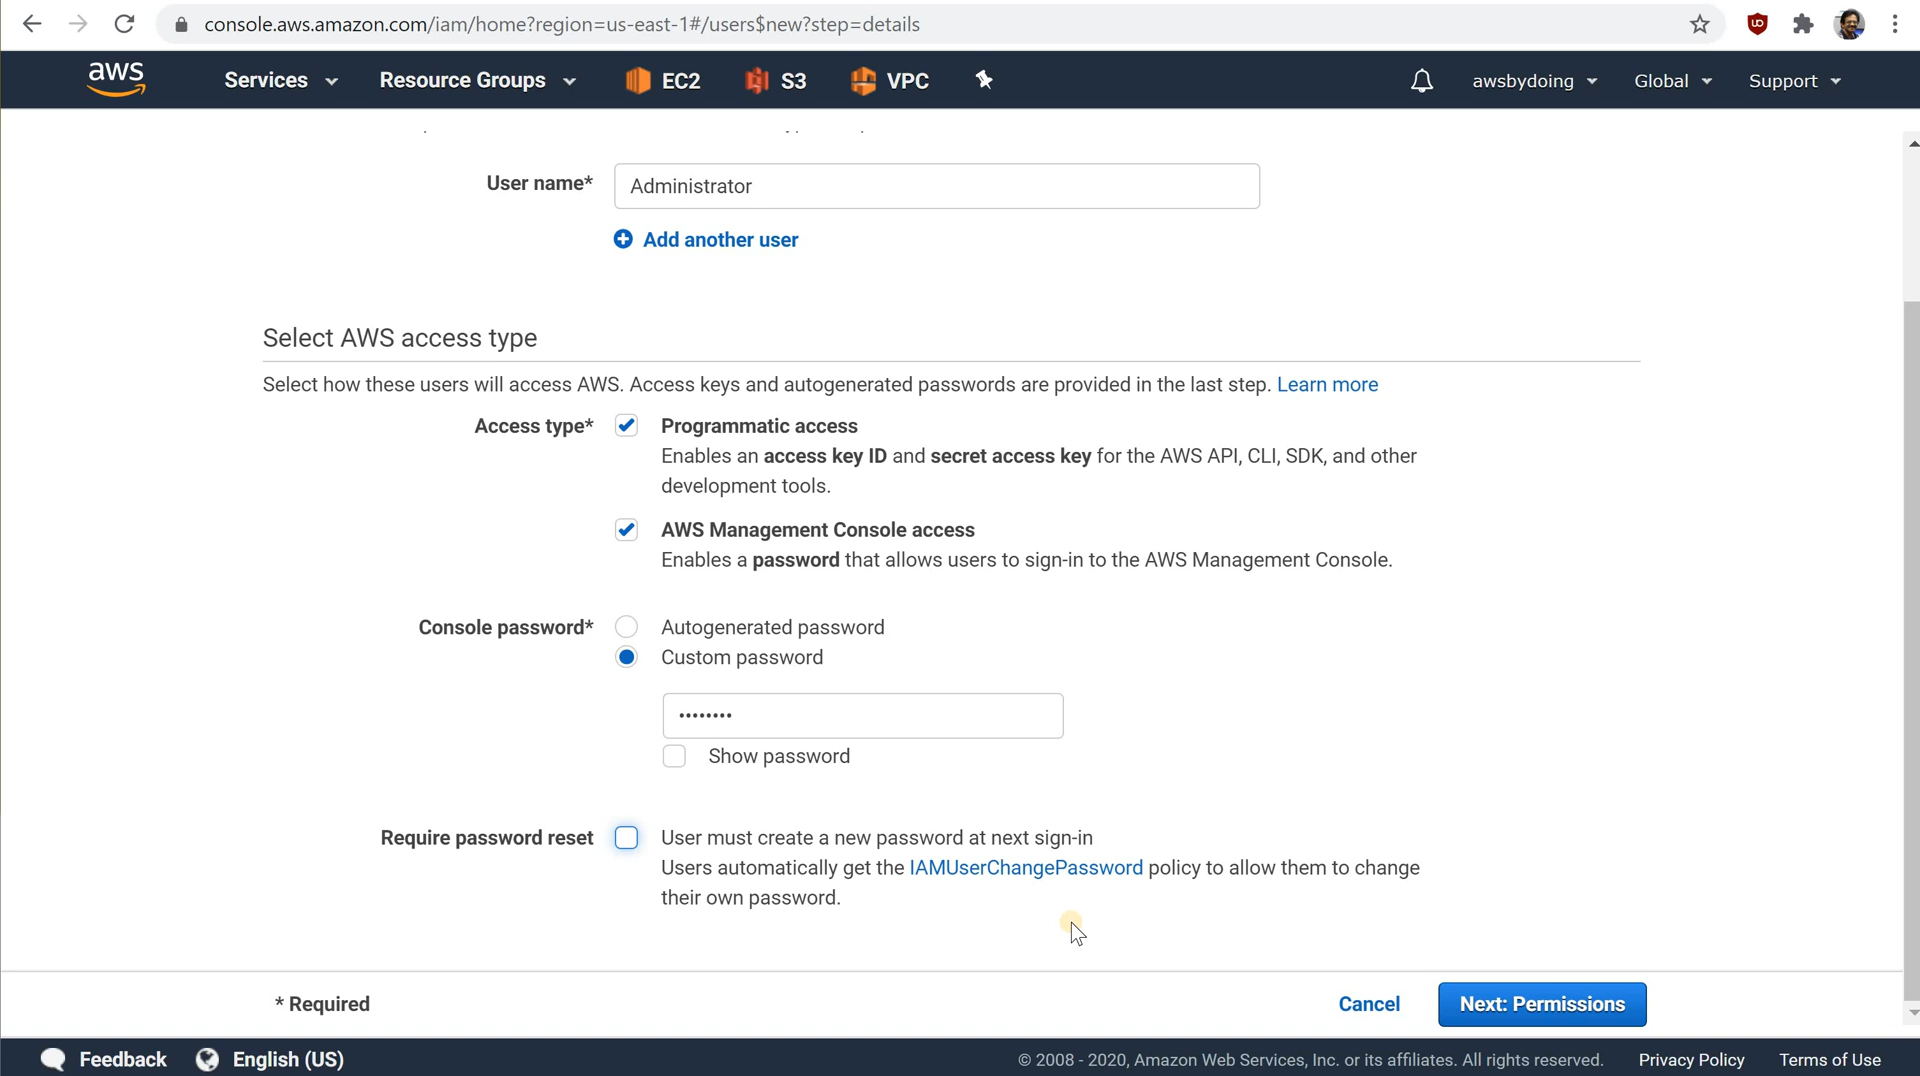 console.aws.amazon.com/iam/home?region=us-east-1#/users$new?step=details
aws Services Resource Groups EC2 S3 VPC awsbydoing Global Support
User name* Administrator
Add another user
Select AWS access type
Select how these users will access AWS. Access keys and autogenerated passwords are provided in the last step. Learn more
Access type* Programmatic access
Enables an access key ID and secret access key for the AWS API, CLI, SDK, and other
development tools.
AWS Management Console access
Enables a password that allows users to sign-in to the AWS Management Console.
Console password* Autogenerated password
Custom password
••••••••
Show password
Require password reset User must create a new password at next sign-in
Users automatically get the IAMUserChangePassword policy to allow them to change
their own password.
* Required Cancel Next: Permissions
Feedback English (US) © 2008 - 2020, Amazon Web Services, Inc. or its affiliates. All rights reserved. Privacy Policy Terms of Use